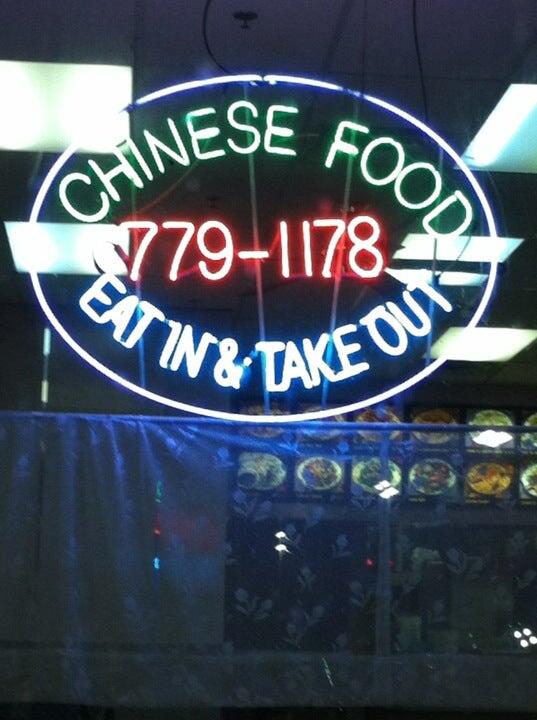 CHINESE FOOD
779-1178
EAT IN & TAKE OUT